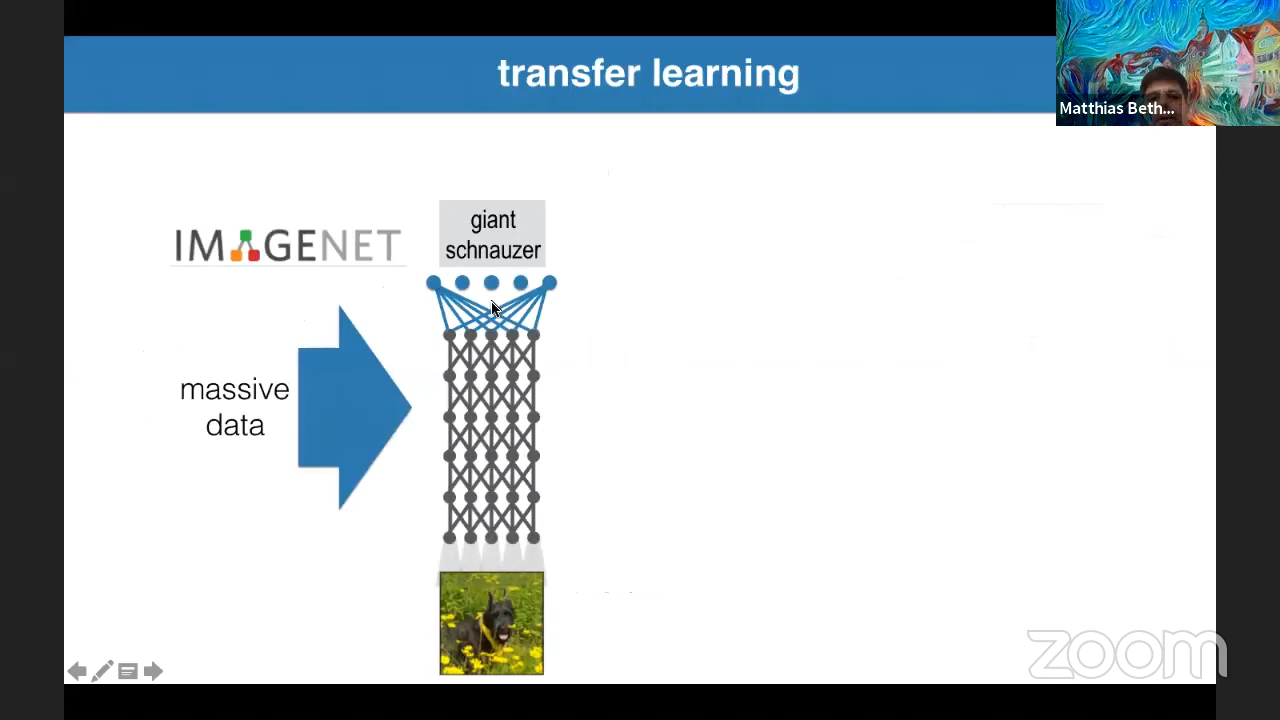 transfer learning
Matthias Beth...
IMAGENET
giant
schnauzer
massive
data
zoom